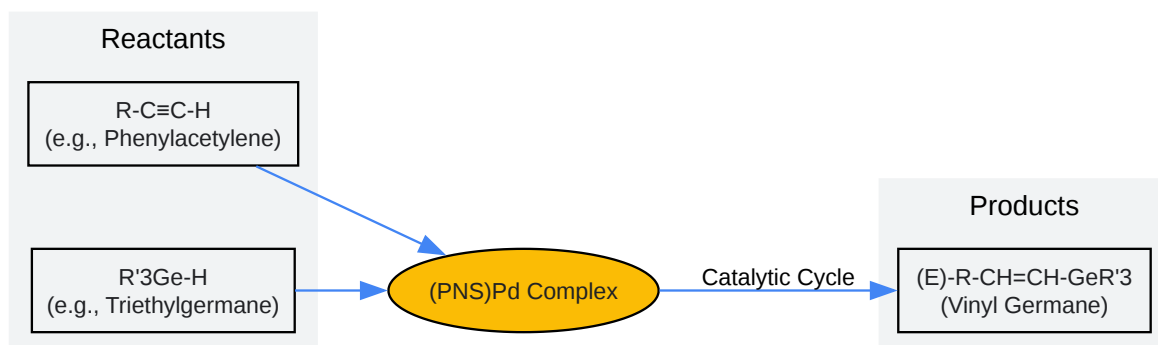 Reactants
R-C≡C-H
(e.g., Phenylacetylene)
R'3Ge-H
(e.g., Triethylgermane)
(PNS)Pd Complex
Catalytic Cycle
Products
(E)-R-CH=CH-GeR'3
(Vinyl Germane)